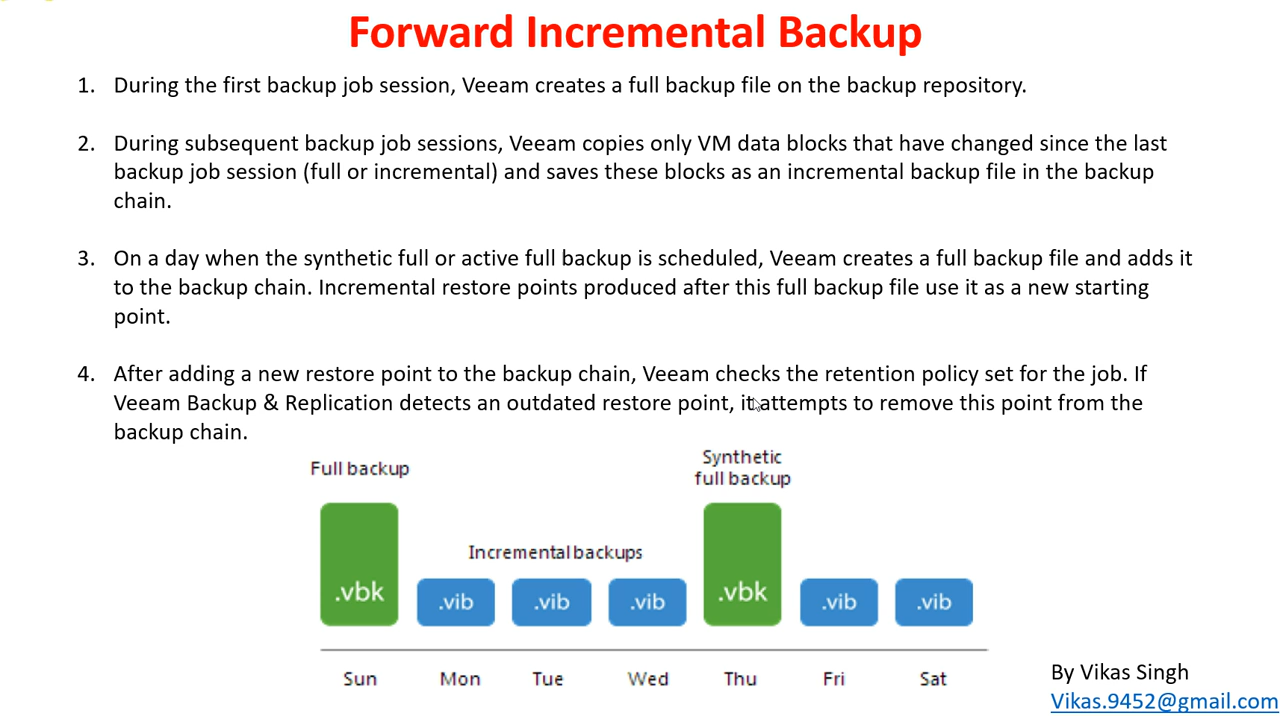 Forward Incremental Backup
1. During the first backup job session, Veeam creates a full backup file on the backup repository.
2. During subsequent backup job sessions, Veeam copies only VM data blocks that have changed since the last
backup job session (full or incremental) and saves these blocks as an incremental backup file in the backup
chain.
3. On a day when the synthetic full or active full backup is scheduled, Veeam creates a full backup file and adds it
to the backup chain. Incremental restore points produced after this full backup file use it as a new starting
point.
4. After adding a new restore point to the backup chain, Veeam checks the retention policy set for the job. If
Veeam Backup & Replication detects an outdated restore point, it attempts to remove this point from the
backup chain.
Full backup
Synthetic
full backup
Incremental backups
.vbk .vib .vib .vib .vbk .vib .vib
Sun Mon Tue Wed Thu Fri Sat
By Vikas Singh
Vikas.9452@gmail.com